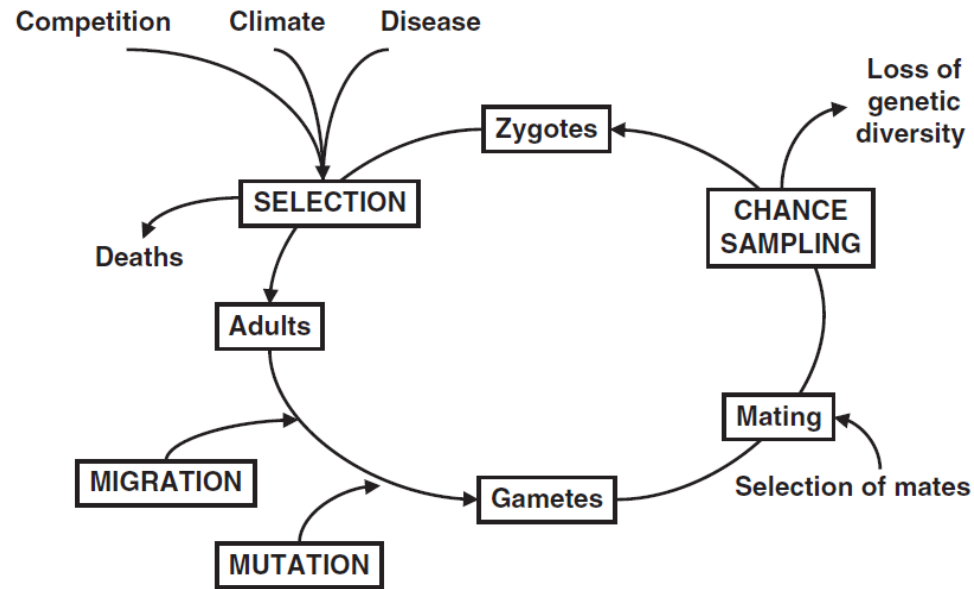 Competition
Climate
Disease
Loss of
genetic
diversity
Zygotes
SELECTION
CHANCE
SAMPLING
Deaths
Adults
Mating
MIGRATION
Gametes
Selection of mates
MUTATION